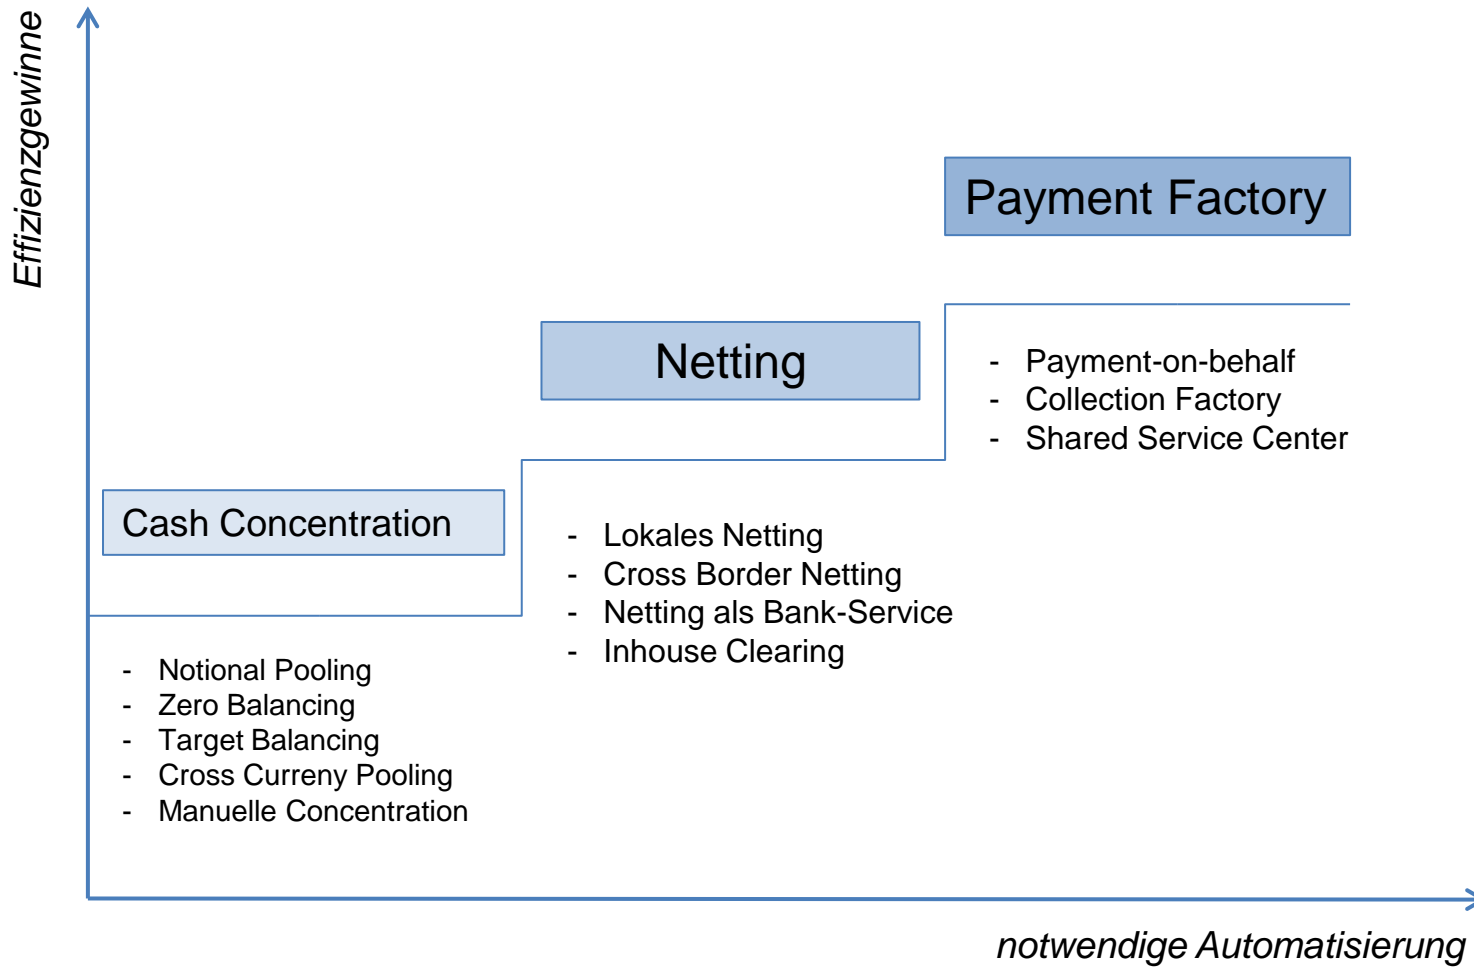 Effizienzgewinne
Payment Factory
- Payment-on-behalf
- Collection Factory
- Shared Service Center
Netting
- Lokales Netting
- Cross Border Netting
- Netting als Bank-Service
- Inhouse Clearing
Cash Concentration
- Notional Pooling
- Zero Balancing
- Target Balancing
- Cross Curreny Pooling
- Manuelle Concentration
notwendige Automatisierung